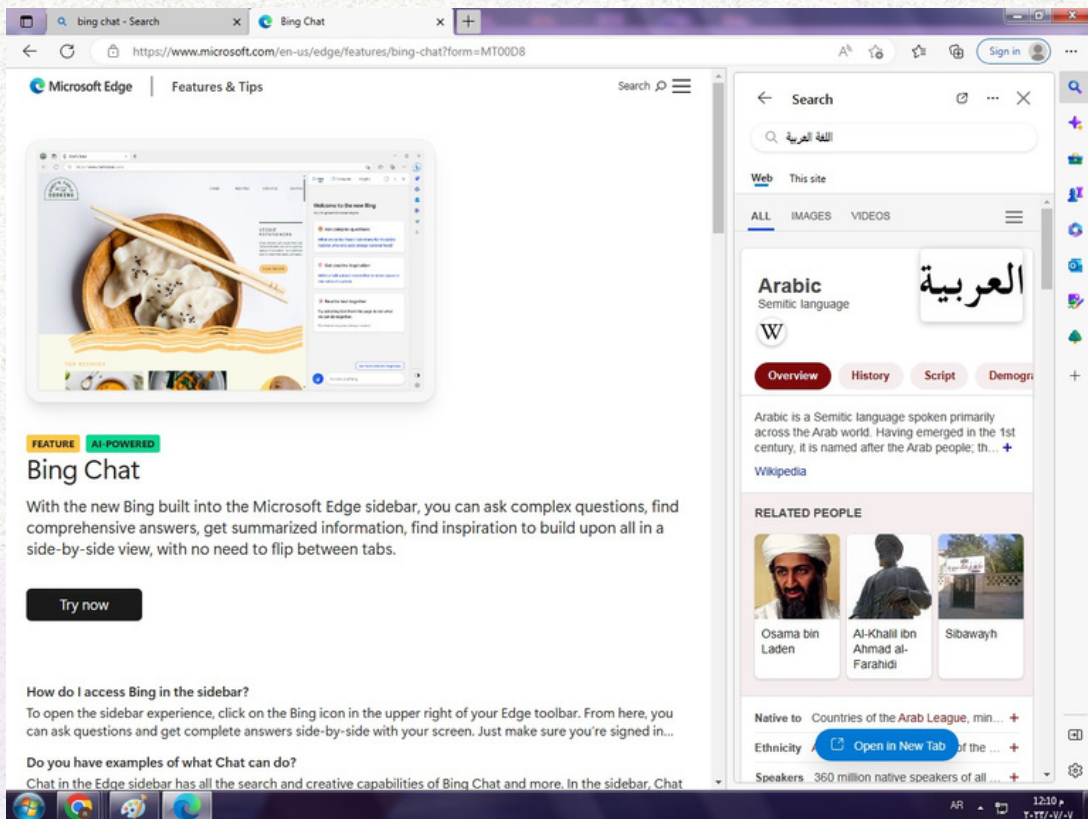 bing chat - Search
Bing Chat
https://www.microsoft.com/en-us/edge/features/bing-chat?form=MT00D8
Sign in
Microsoft Edge
Features & Tips
Search
FEATURE
AI-POWERED
Bing Chat
With the new Bing built into the Microsoft Edge sidebar, you can ask complex questions, find
comprehensive answers, get summarized information, find inspiration to build upon all in a
side-by-side view, with no need to flip between tabs.
Try now
How do I access Bing in the sidebar?
To open the sidebar experience, click on the Bing icon in the upper right of your Edge toolbar. From here, you
can ask questions and get complete answers side-by-side with your screen. Just make sure you're signed in...
Do you have examples of what Chat can do?
Chat in the Edge sidebar has all the search and creative capabilities of Bing Chat and more. In the sidebar, Chat
Search
اللغة العربية
Web
This site
ALL
IMAGES
VIDEOS
Arabic
Semitic language
العربية
W
Overview
History
Script
Demogra
Arabic is a Semitic language spoken primarily
across the Arab world. Having emerged in the 1st
century, it is named after the Arab people; th...
Wikipedia
RELATED PEOPLE
Osama bin
Laden
Al-Khalil ibn
Ahmad al-
Farahidi
Sibawayh
Native to Countries of the Arab League, min...
Ethnicity
of the ...
Open in New Tab
Speakers 360 million native speakers of all ...
AR
12:10 م
٢٠٢٣/٠٧/٠٧